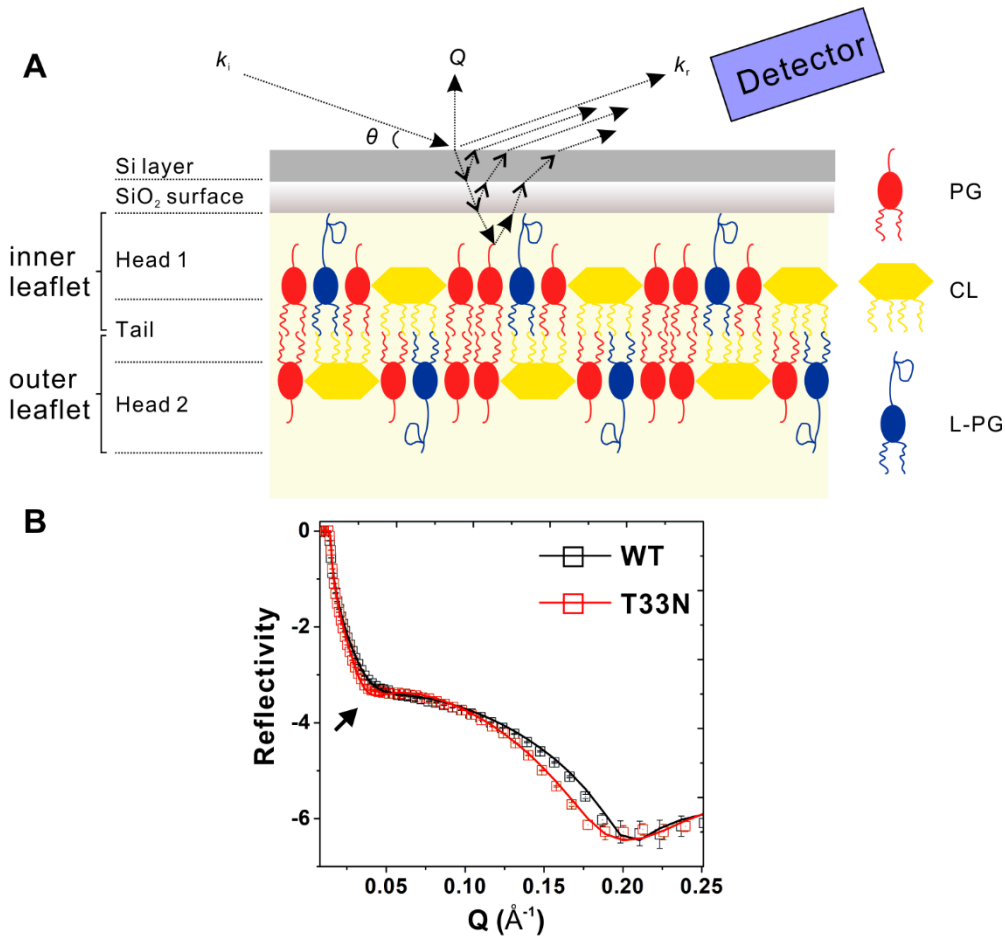 A
k_i
Q
k_r
Detector
θ
Si layer
SiO₂ surface
inner
leaflet
Head 1
Tail
outer
leaflet
Head 2
PG
CL
L-PG
B
0
-2
-4
-6
Reflectivity
WT
T33N
0.05
0.10
0.15
0.20
0.25
Q (Å⁻¹)